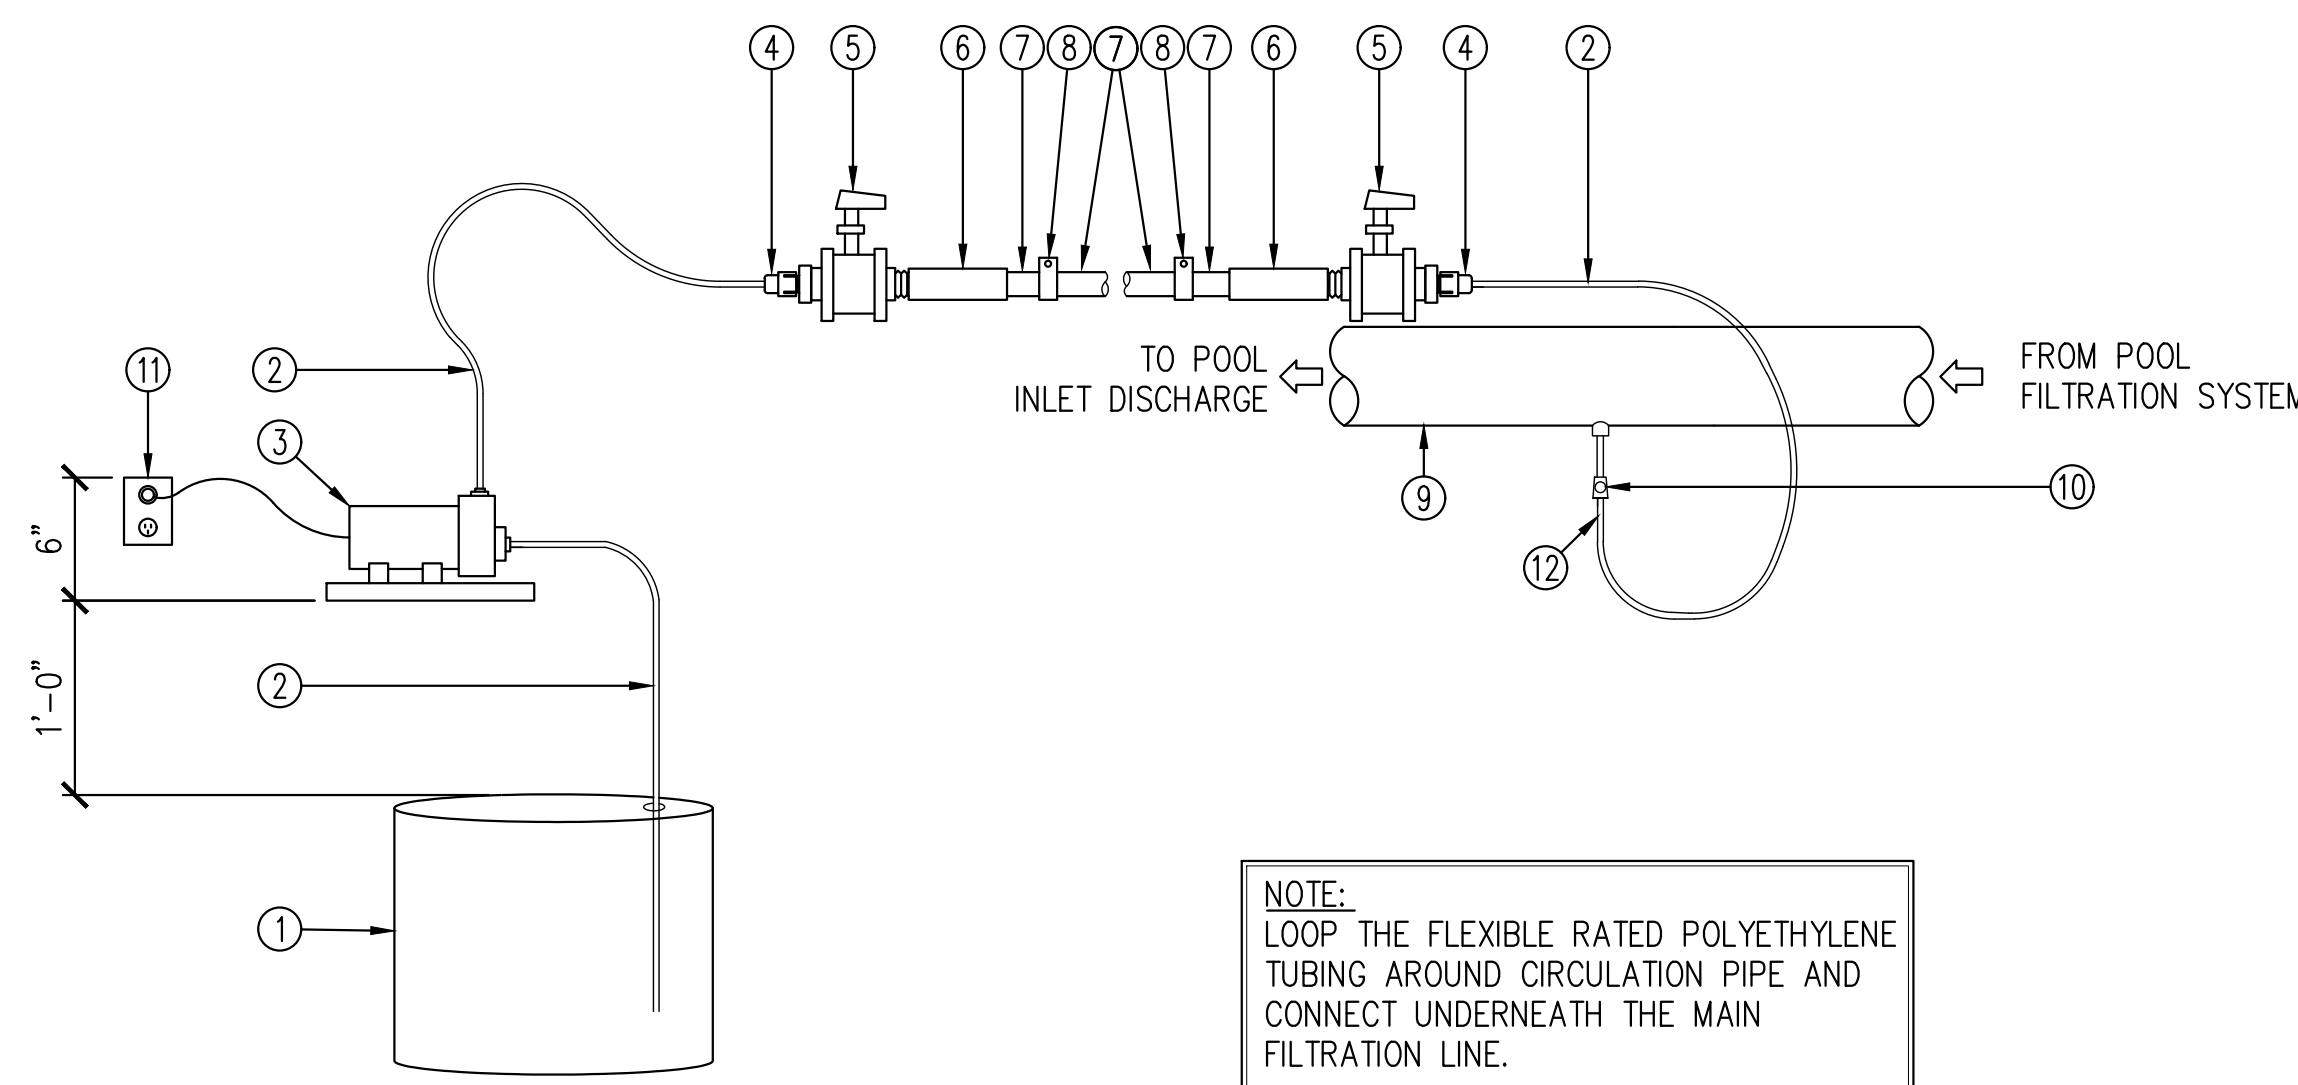 4 5 6 7 8 7 8 7 6 5 4 2
TO POOL
INLET DISCHARGE
FROM POOL
FILTRATION SYSTEM
11
2
3
9
10
12
6"
1'-0"
2
1
NOTE:
LOOP THE FLEXIBLE RATED POLYETHYLENE
TUBING AROUND CIRCULATION PIPE AND
CONNECT UNDERNEATH THE MAIN
FILTRATION LINE.